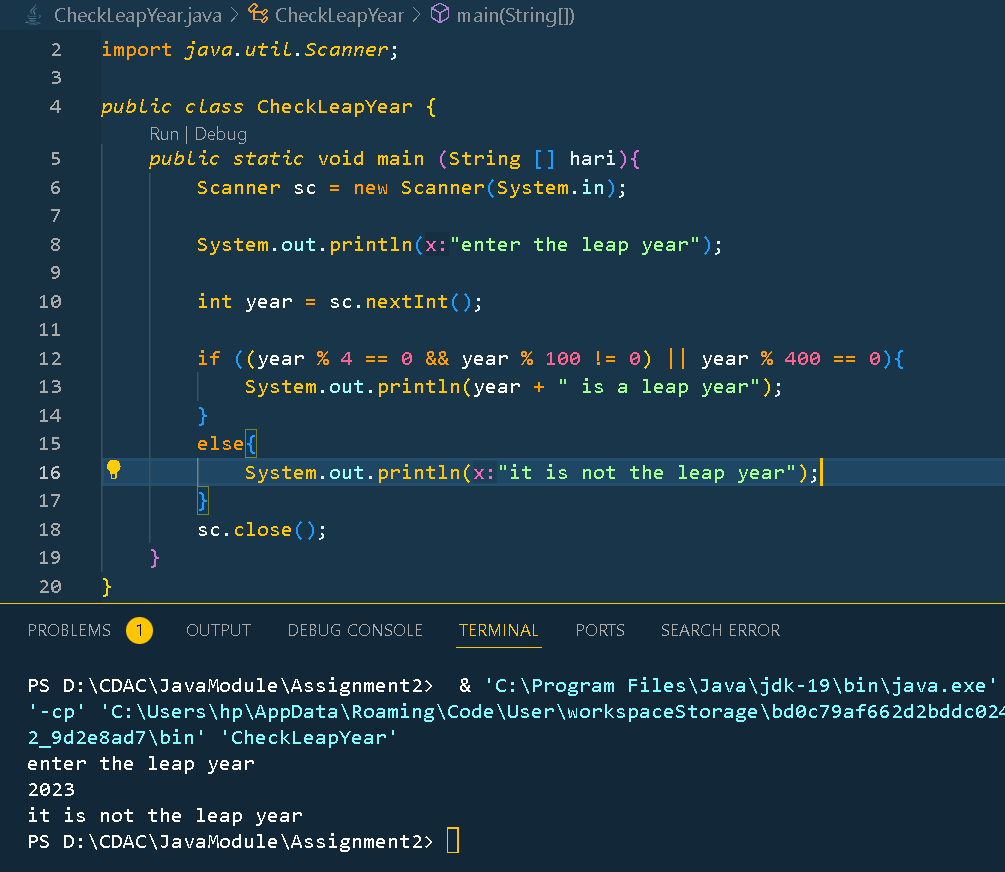 CheckLeapYear.java > CheckLeapYear > main(String[])
2 import java.util.Scanner;
3
4 public class CheckLeapYear {
Run | Debug
5 public static void main (String [] hari){
6 Scanner sc = new Scanner(System.in);
7
8 System.out.println(x:"enter the leap year");
9
10 int year = sc.nextInt();
11
12 if ((year % 4 == 0 && year % 100 != 0) || year % 400 == 0){
13 System.out.println(year + " is a leap year");
14 }
15 else{
16 System.out.println(x:"it is not the leap year");
17 }
18 sc.close();
19 }
20 }
PROBLEMS 1 OUTPUT DEBUG CONSOLE TERMINAL PORTS SEARCH ERROR
PS D:\CDAC\JavaModule\Assignment2> & 'C:\Program Files\Java\jdk-19\bin\java.exe'
'-cp' 'C:\Users\hp\AppData\Roaming\Code\User\workspaceStorage\bd0c79af662d2bddc024
2_9d2e8ad7\bin' 'CheckLeapYear'
enter the leap year
2023
it is not the leap year
PS D:\CDAC\JavaModule\Assignment2>